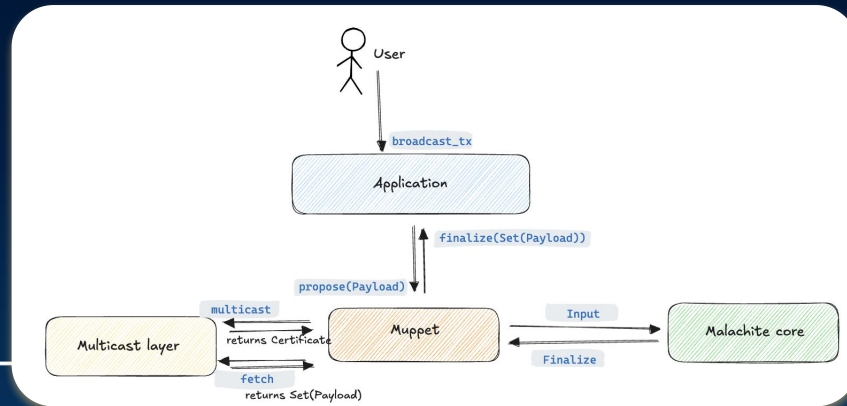 User
broadcast_tx
Application
finalize(Set(Payload))
propose(Payload)
multicast
Multicast layer
returns Certificate
fetch
returns Set(Payload)
Muppet
Input
Finalize
Malachite core